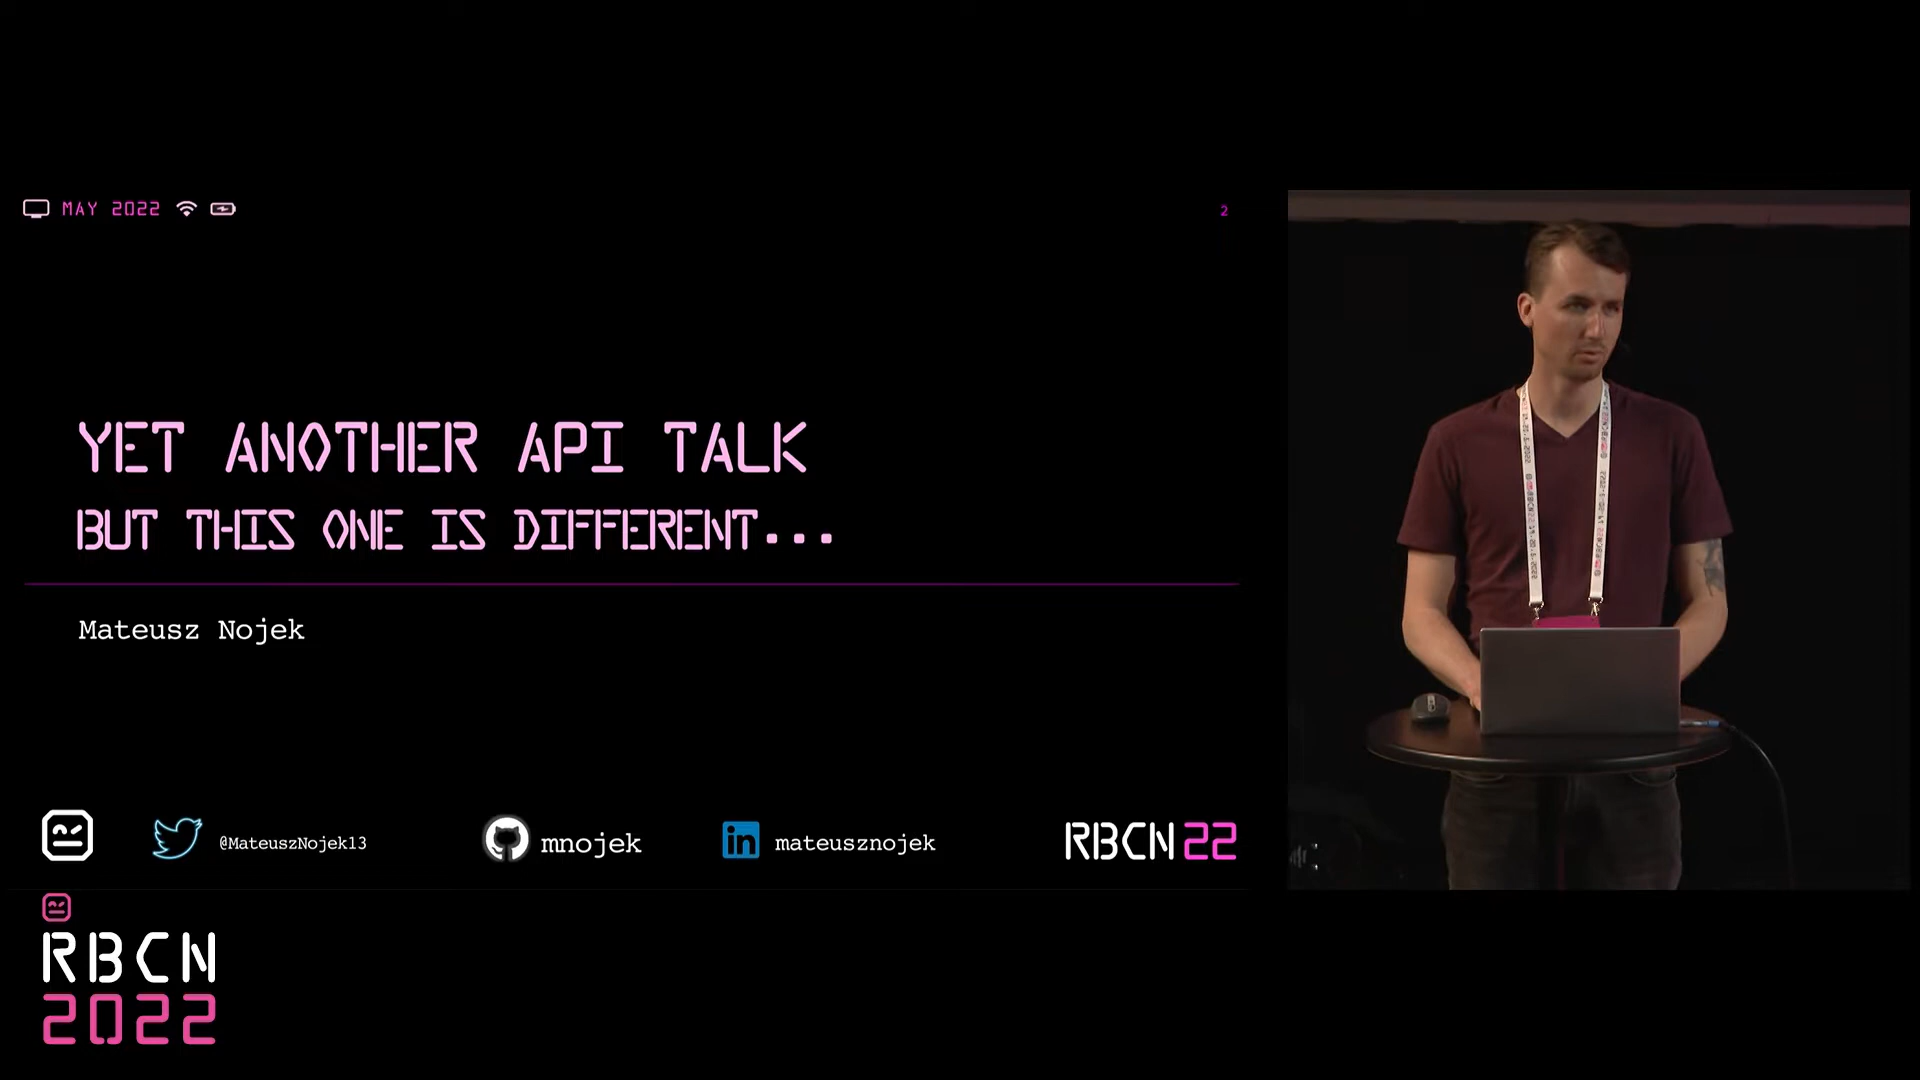 MAY 2022
2
YET ANOTHER API TALK
BUT THIS ONE IS DIFFERENT...
Mateusz Nojek
@MateuszNojek13
mnojek
in
mateusznojek
RBCN22
RBCN
2022